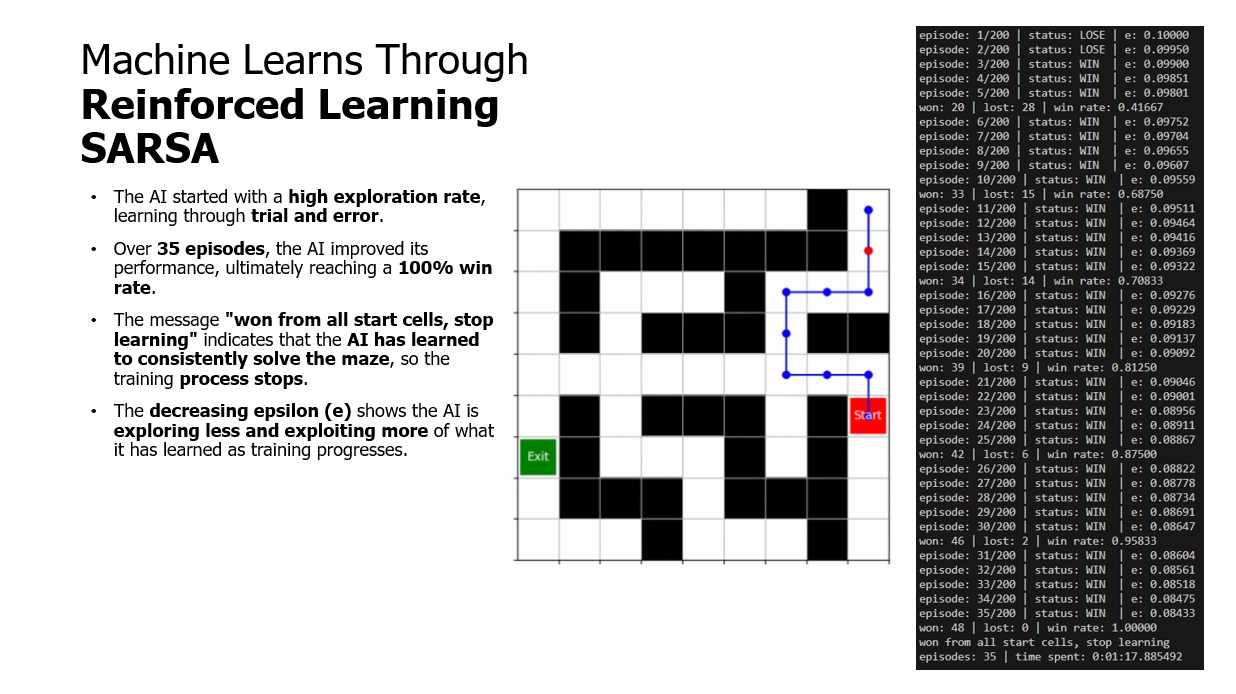 Machine Learns Through
Reinforced Learning
SARSA
• The AI started with a high exploration rate,
learning through trial and error.
• Over 35 episodes, the AI improved its
performance, ultimately reaching a 100% win
rate.
• The message "won from all start cells, stop
learning" indicates that the AI has learned
to consistently solve the maze, so the
training process stops.
• The decreasing epsilon (e) shows the AI is
exploring less and exploiting more of what
it has learned as training progresses.
Start
Exit
episode: 1/200 | status: LOSE | e: 0.10000
episode: 2/200 | status: LOSE | e: 0.09950
episode: 3/200 | status: WIN | e: 0.09900
episode: 4/200 | status: WIN | e: 0.09851
episode: 5/200 | status: WIN | e: 0.09801
won: 20 | lost: 28 | win rate: 0.41667
episode: 6/200 | status: WIN | e: 0.09752
episode: 7/200 | status: WIN | e: 0.09704
episode: 8/200 | status: WIN | e: 0.09655
episode: 9/200 | status: WIN | e: 0.09607
episode: 10/200 | status: WIN | e: 0.09559
won: 33 | lost: 15 | win rate: 0.68750
episode: 11/200 | status: WIN | e: 0.09511
episode: 12/200 | status: WIN | e: 0.09464
episode: 13/200 | status: WIN | e: 0.09416
episode: 14/200 | status: WIN | e: 0.09369
episode: 15/200 | status: WIN | e: 0.09322
won: 34 | lost: 14 | win rate: 0.70833
episode: 16/200 | status: WIN | e: 0.09276
episode: 17/200 | status: WIN | e: 0.09229
episode: 18/200 | status: WIN | e: 0.09183
episode: 19/200 | status: WIN | e: 0.09137
episode: 20/200 | status: WIN | e: 0.09092
won: 39 | lost: 9 | win rate: 0.81250
episode: 21/200 | status: WIN | e: 0.09046
episode: 22/200 | status: WIN | e: 0.09001
episode: 23/200 | status: WIN | e: 0.08956
episode: 24/200 | status: WIN | e: 0.08911
episode: 25/200 | status: WIN | e: 0.08867
won: 42 | lost: 6 | win rate: 0.87500
episode: 26/200 | status: WIN | e: 0.08822
episode: 27/200 | status: WIN | e: 0.08778
episode: 28/200 | status: WIN | e: 0.08734
episode: 29/200 | status: WIN | e: 0.08691
episode: 30/200 | status: WIN | e: 0.08647
won: 46 | lost: 2 | win rate: 0.95833
episode: 31/200 | status: WIN | e: 0.08604
episode: 32/200 | status: WIN | e: 0.08561
episode: 33/200 | status: WIN | e: 0.08518
episode: 34/200 | status: WIN | e: 0.08475
episode: 35/200 | status: WIN | e: 0.08433
won: 48 | lost: 0 | win rate: 1.00000
won from all start cells, stop learning
episodes: 35 | time spent: 0:01:17.885492